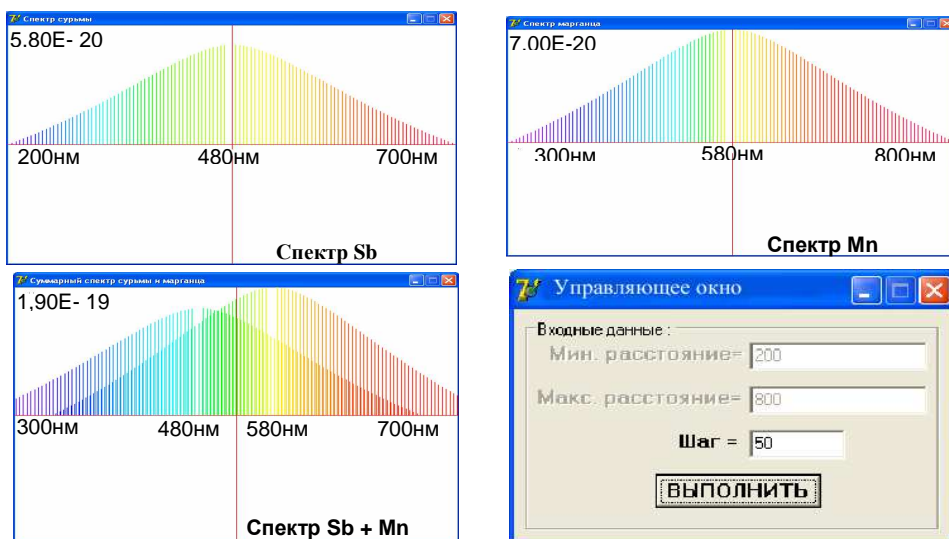 Спектр сурьмы
5.80E- 20
200нм 480нм 700нм
Спектр Sb
Спектр марганца
7.00E-20
300нм 580нм 800нм
Спектр Mn
Суммарный спектр сурьмы и марганца
1,90E- 19
300нм 480нм 580нм 700нм
Спектр Sb + Mn
Управляющее окно
Входные данные :
Мин. расстояние= 200
Макс. расстояние= 800
Шаг = 50
ВЫПОЛНИТЬ